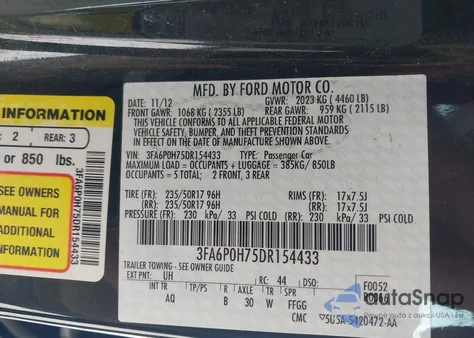 INFORMATION
2 REAR: 3
or 850 lbs.
SEE OWNERS
MANUAL FOR
ADDITIONAL
INFORMATION
3FA6P0H75DR154433
MFD. BY FORD MOTOR CO.
11/12 GVWR: 2023 KG ( 4460 LB)
FRONT GAWR: 1068 KG ( 2355 LB) REAR GAWR: 959 KG ( 2115 LB)
THIS VEHICLE CONFORMS TO ALL APPLICABLE FEDERAL MOTOR VEHICLE
SAFETY, BUMPER, AND THEFT PREVENTION STANDARDS
IN EFFECT ON THE DATE OF MANUFACTURE SHOWN ABOVE.
VIN: 3FA6P0H75DR154433 TYPE: Passenger Car
MAXIMUM LOAD = OCCUPANTS + LUGGAGE = 385KG/ 850LB
OCCUPANTS = 5 TOTAL: 2 FRONT, 3 REAR
TIRE (FR): 235/50R17 96H RIMS (FR): 17x7.5J
TIRE (RR): 235/50R17 96H RIMS (RR): 17x7.5J
PRESSURE (FR): 230 kPa/ 33 PSI COLD (RR): 230 kPa/ 33 PSI COLD
3FA6P0H75DR154433
TRAILER TOWING - SEE OWNER GUIDE
EXT PNT: UH RC: 44 DSO: F0052
INT TR TP/PS R AXLE TR SPR
AQ B 30 W FFGG
CMC 5U5A-5420472-AA
autoSnap